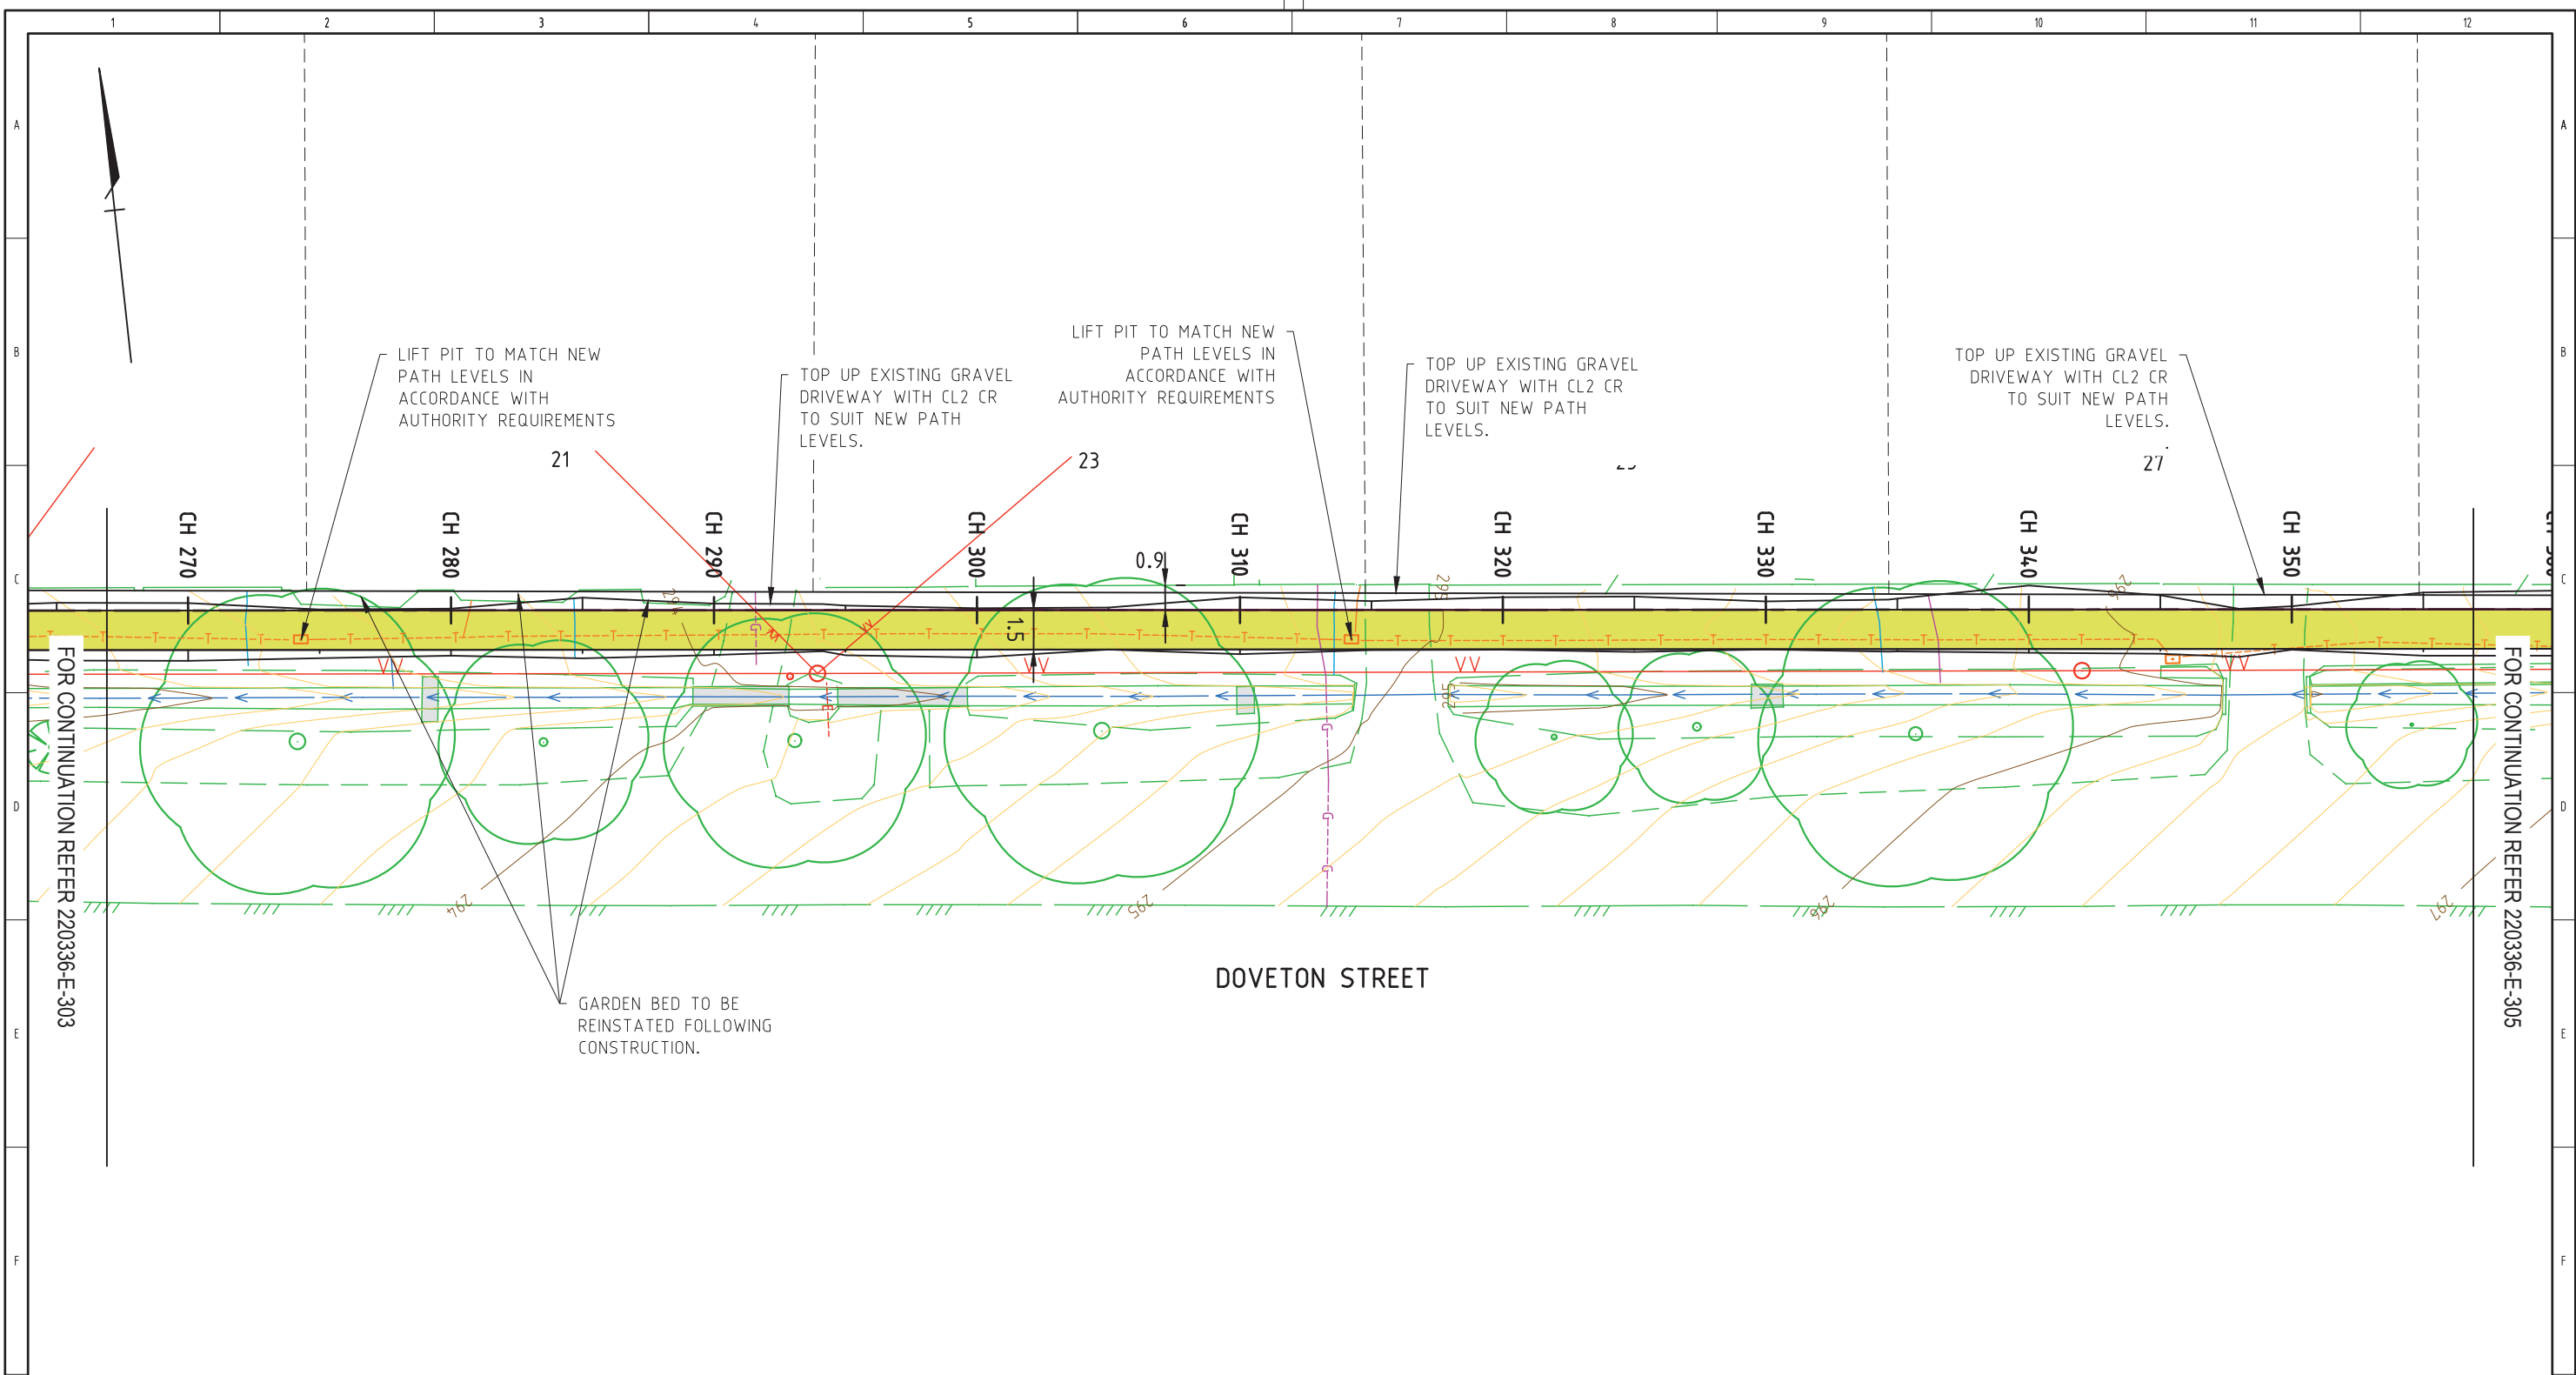 1 2 3 4 5 6 7 8 9 10 11 12
A A
B B
C C
D D
E E
F F
LIFT PIT TO MATCH NEW
PATH LEVELS IN
ACCORDANCE WITH
AUTHORITY REQUIREMENTS
TOP UP EXISTING GRAVEL
DRIVEWAY WITH CL2 CR
TO SUIT NEW PATH
LEVELS.
LIFT PIT TO MATCH NEW
PATH LEVELS IN
ACCORDANCE WITH
AUTHORITY REQUIREMENTS
TOP UP EXISTING GRAVEL
DRIVEWAY WITH CL2 CR
TO SUIT NEW PATH
LEVELS.
TOP UP EXISTING GRAVEL
DRIVEWAY WITH CL2 CR
TO SUIT NEW PATH
LEVELS.
21
23
27
CH 270
CH 280
CH 290
CH 300
CH 310
CH 320
CH 330
CH 340
CH 350
0.9
1.5
294
295
296
295
294
295
296
297
FOR CONTINUATION REFER 220336-E-303
FOR CONTINUATION REFER 220336-E-305
DOVETON STREET
GARDEN BED TO BE
REINSTATED FOLLOWING
CONSTRUCTION.